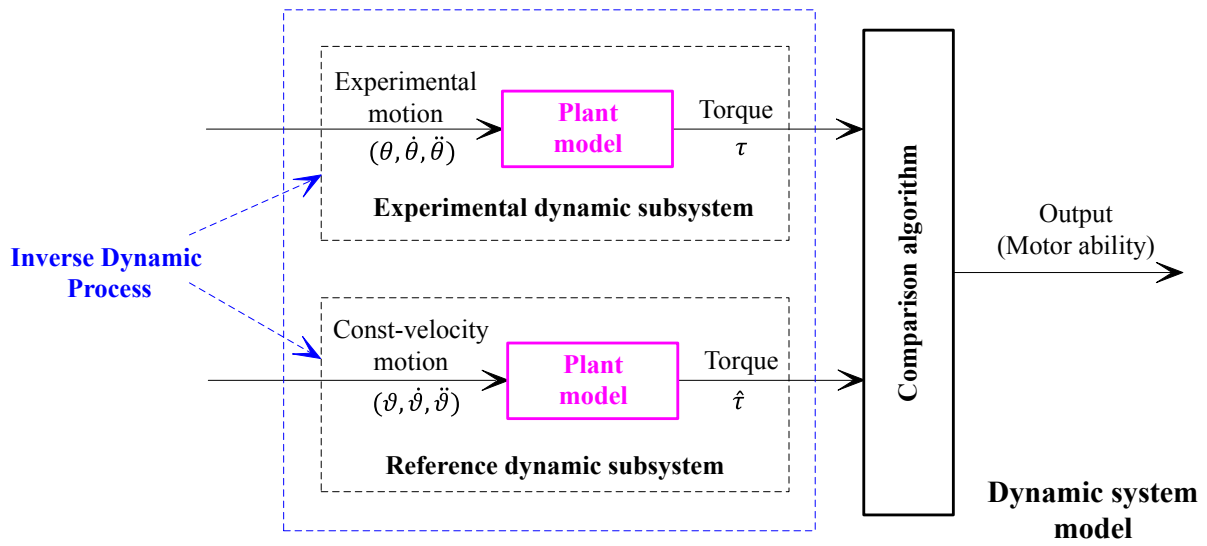 Experimental
motion
(θ, θ̇, θ̈)
Plant
model
Torque
τ
Experimental dynamic subsystem
Inverse Dynamic
Process
Const-velocity
motion
(ϑ, ϑ̇, ϑ̈)
Plant
model
Torque
τ̂
Reference dynamic subsystem
Comparison algorithm
Output
(Motor ability)
Dynamic system
model